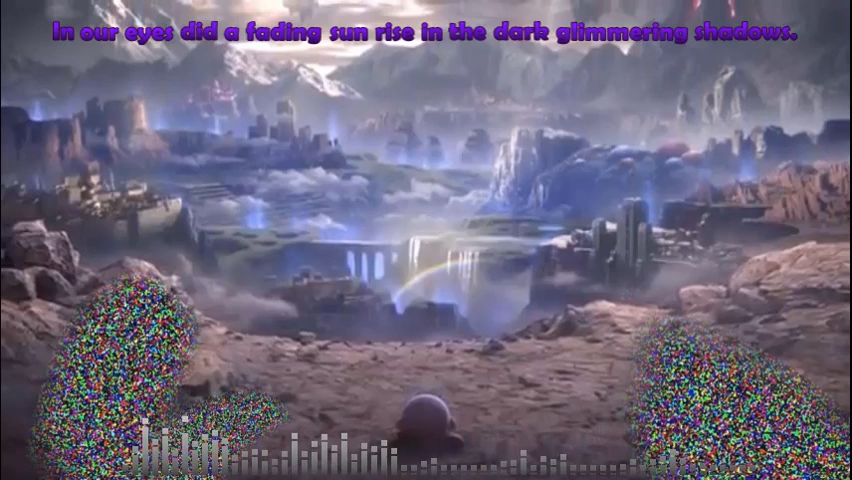 In our eyes did a fading sun rise in the dark glimmering shadows.